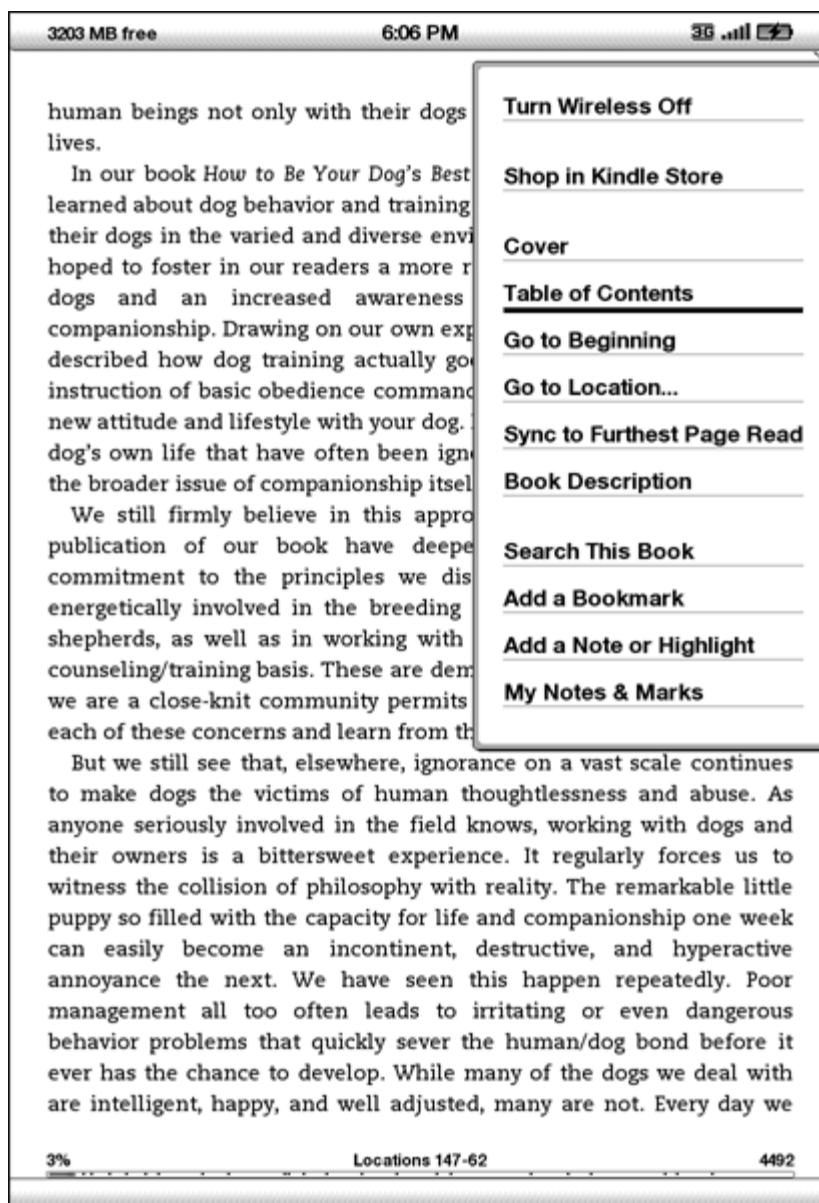 3203 MB free
6:06 PM
3G
human beings not only with their dogs
lives.
In our book How to Be Your Dog's Best
learned about dog behavior and training
their dogs in the varied and diverse envi
hoped to foster in our readers a more r
dogs and an increased awareness
companionship. Drawing on our own exp
described how dog training actually go
instruction of basic obedience command
new attitude and lifestyle with your dog.
dog's own life that have often been ign
the broader issue of companionship itsel
We still firmly believe in this appro
publication of our book have deepe
commitment to the principles we dis
energetically involved in the breeding
shepherds, as well as in working with
counseling/training basis. These are dem
we are a close-knit community permits
each of these concerns and learn from th
But we still see that, elsewhere, ignorance on a vast scale continues
to make dogs the victims of human thoughtlessness and abuse. As
anyone seriously involved in the field knows, working with dogs and
their owners is a bittersweet experience. It regularly forces us to
witness the collision of philosophy with reality. The remarkable little
puppy so filled with the capacity for life and companionship one week
can easily become an incontinent, destructive, and hyperactive
annoyance the next. We have seen this happen repeatedly. Poor
management all too often leads to irritating or even dangerous
behavior problems that quickly sever the human/dog bond before it
ever has the chance to develop. While many of the dogs we deal with
are intelligent, happy, and well adjusted, many are not. Every day we
Turn Wireless Off
Shop in Kindle Store
Cover
Table of Contents
Go to Beginning
Go to Location...
Sync to Furthest Page Read
Book Description
Search This Book
Add a Bookmark
Add a Note or Highlight
My Notes & Marks
3%
Locations 147-62
4492